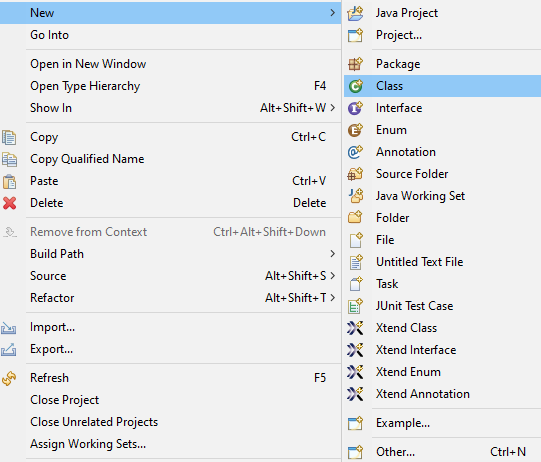 New
Go Into
Open in New Window
Open Type Hierarchy F4
Show In Alt+Shift+W
Copy Ctrl+C
Copy Qualified Name
Paste Ctrl+V
Delete Delete
Remove from Context Ctrl+Alt+Shift+Down
Build Path
Source Alt+Shift+S
Refactor Alt+Shift+T
Import...
Export...
Refresh F5
Close Project
Close Unrelated Projects
Assign Working Sets...
Java Project
Project...
Package
Class
Interface
Enum
Annotation
Source Folder
Java Working Set
Folder
File
Untitled Text File
Task
JUnit Test Case
Xtend Class
Xtend Interface
Xtend Enum
Xtend Annotation
Example...
Other... Ctrl+N